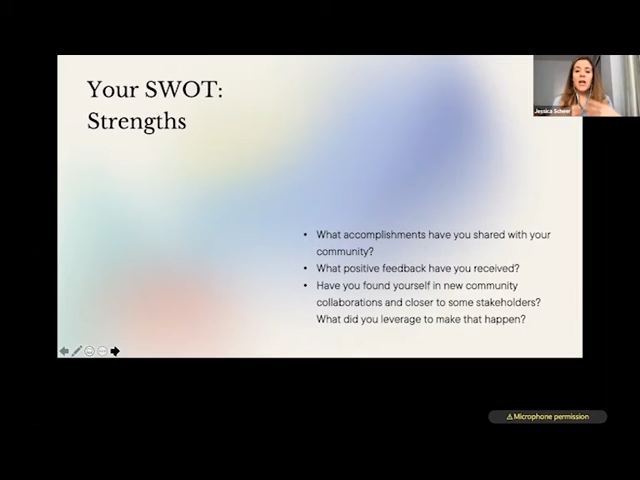 Your SWOT:
Strengths
Jessica Scheer
• What accomplishments have you shared with your
community?
• What positive feedback have you received?
• Have you found yourself in new community
collaborations and closer to some stakeholders?
What did you leverage to make that happen?
⚠ Microphone permission